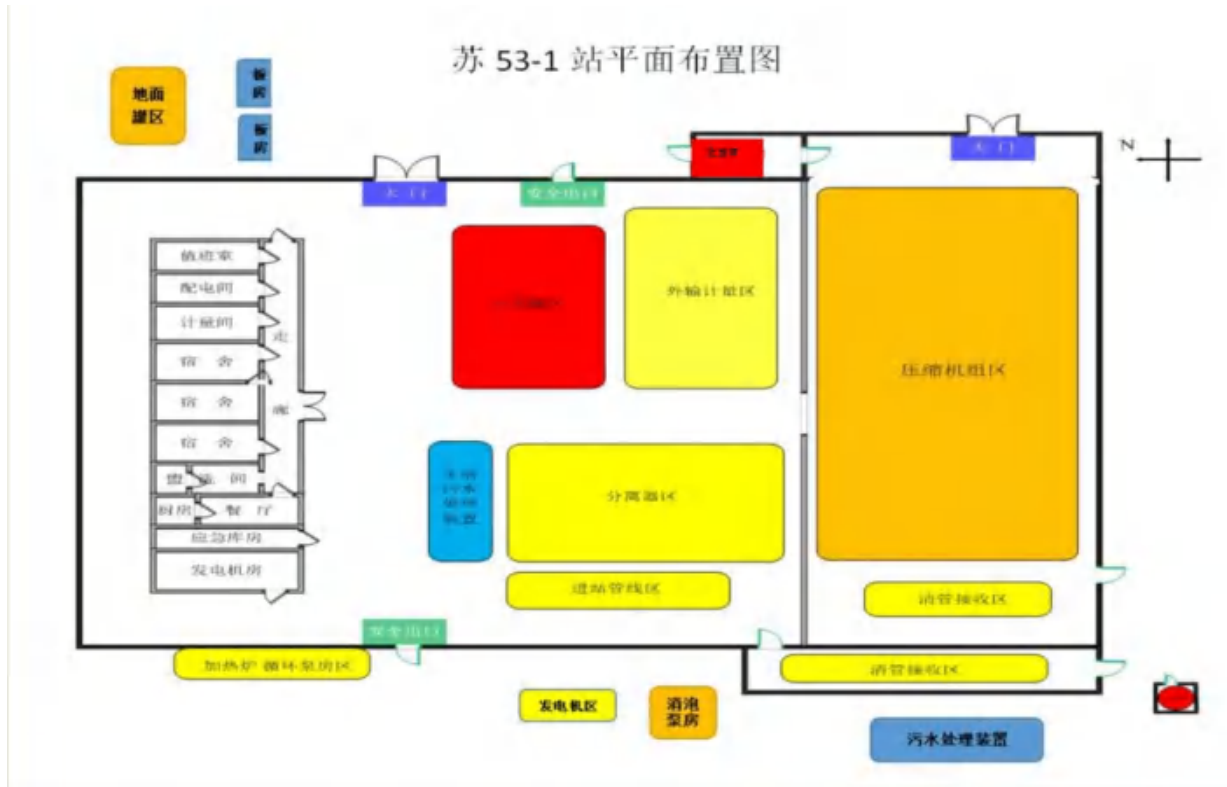 苏 53-1 站平面布置图
地面
罐区
板
房
板
房
大 门
安全出口
大 门
N
值班室
配电间
计量间
宿 舍
宿 舍
宿 舍
盥 洗 间
厨房
餐 厅
应急库房
发电机房
走
廊
外输计量区
压缩机组区
分离器区
进站管线区
清管接收区
安全出口
加热炉 循环泵房区
清管接收区
发电机区
消泡
泵房
污水处理装置